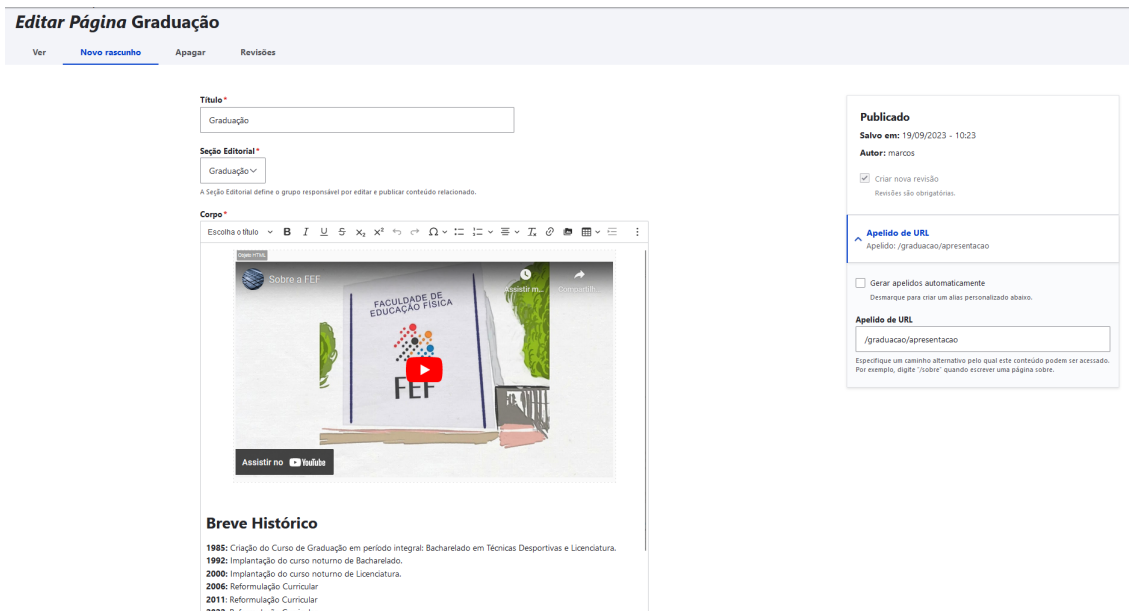 Editar Página Graduação
Ver Novo rascunho Apagar Revisões
Título*
Graduação
Seção Editorial*
Graduação
A Seção Editorial define o grupo responsável por editar e publicar conteúdo relacionado.
Corpo*
Escolha o título B I U S x₂ x² Ω
Objeto HTML
Sobre a FEF
Assistir m... Compartilh
FACULDADE DE
EDUCAÇÃO FÍSICA
FEF
Assistir no YouTube
Breve Histórico
1985: Criação do Curso de Graduação em período integral: Bacharelado em Técnicas Desportivas e Licenciatura.
1992: Implantação do curso noturno de Bacharelado.
2000: Implantação do curso noturno de Licenciatura.
2006: Reformulação Curricular
2011: Reformulação Curricular
Publicado
Salvo em: 19/09/2023 - 10:23
Autor: marcos
Criar nova revisão
Revisões são obrigatórias.
Apelido de URL
Apelido: /graduacao/apresentacao
Gerar apelidos automaticamente
Desmarque para criar um alias personalizado abaixo.
Apelido de URL
/graduacao/apresentacao
Especifique um caminho alternativo pelo qual este conteúdo podem ser acessado.
Por exemplo, digite "/sobre" quando escrever uma página sobre.